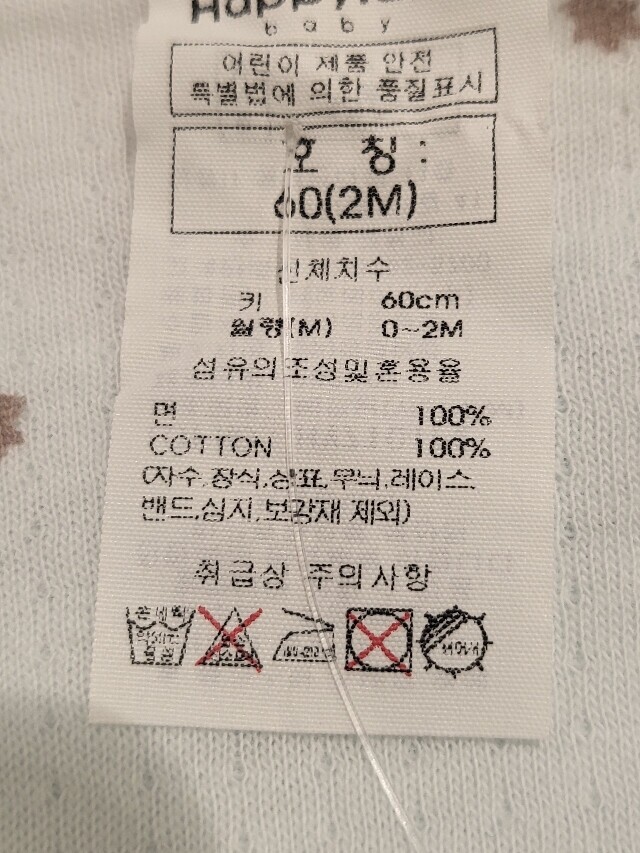 baby
어린이 제품 안전
특별법에 의한 품질표시
호 칭 :
60(2M)
신체치수
키 60cm
월령(M) 0~2M
섬유의 조성및혼용율
면 100%
COTTON 100%
(자수,장식,상표,무늬,레이스,
밴드,심지,보강재 제외)
취급상 주의사항
손세탁